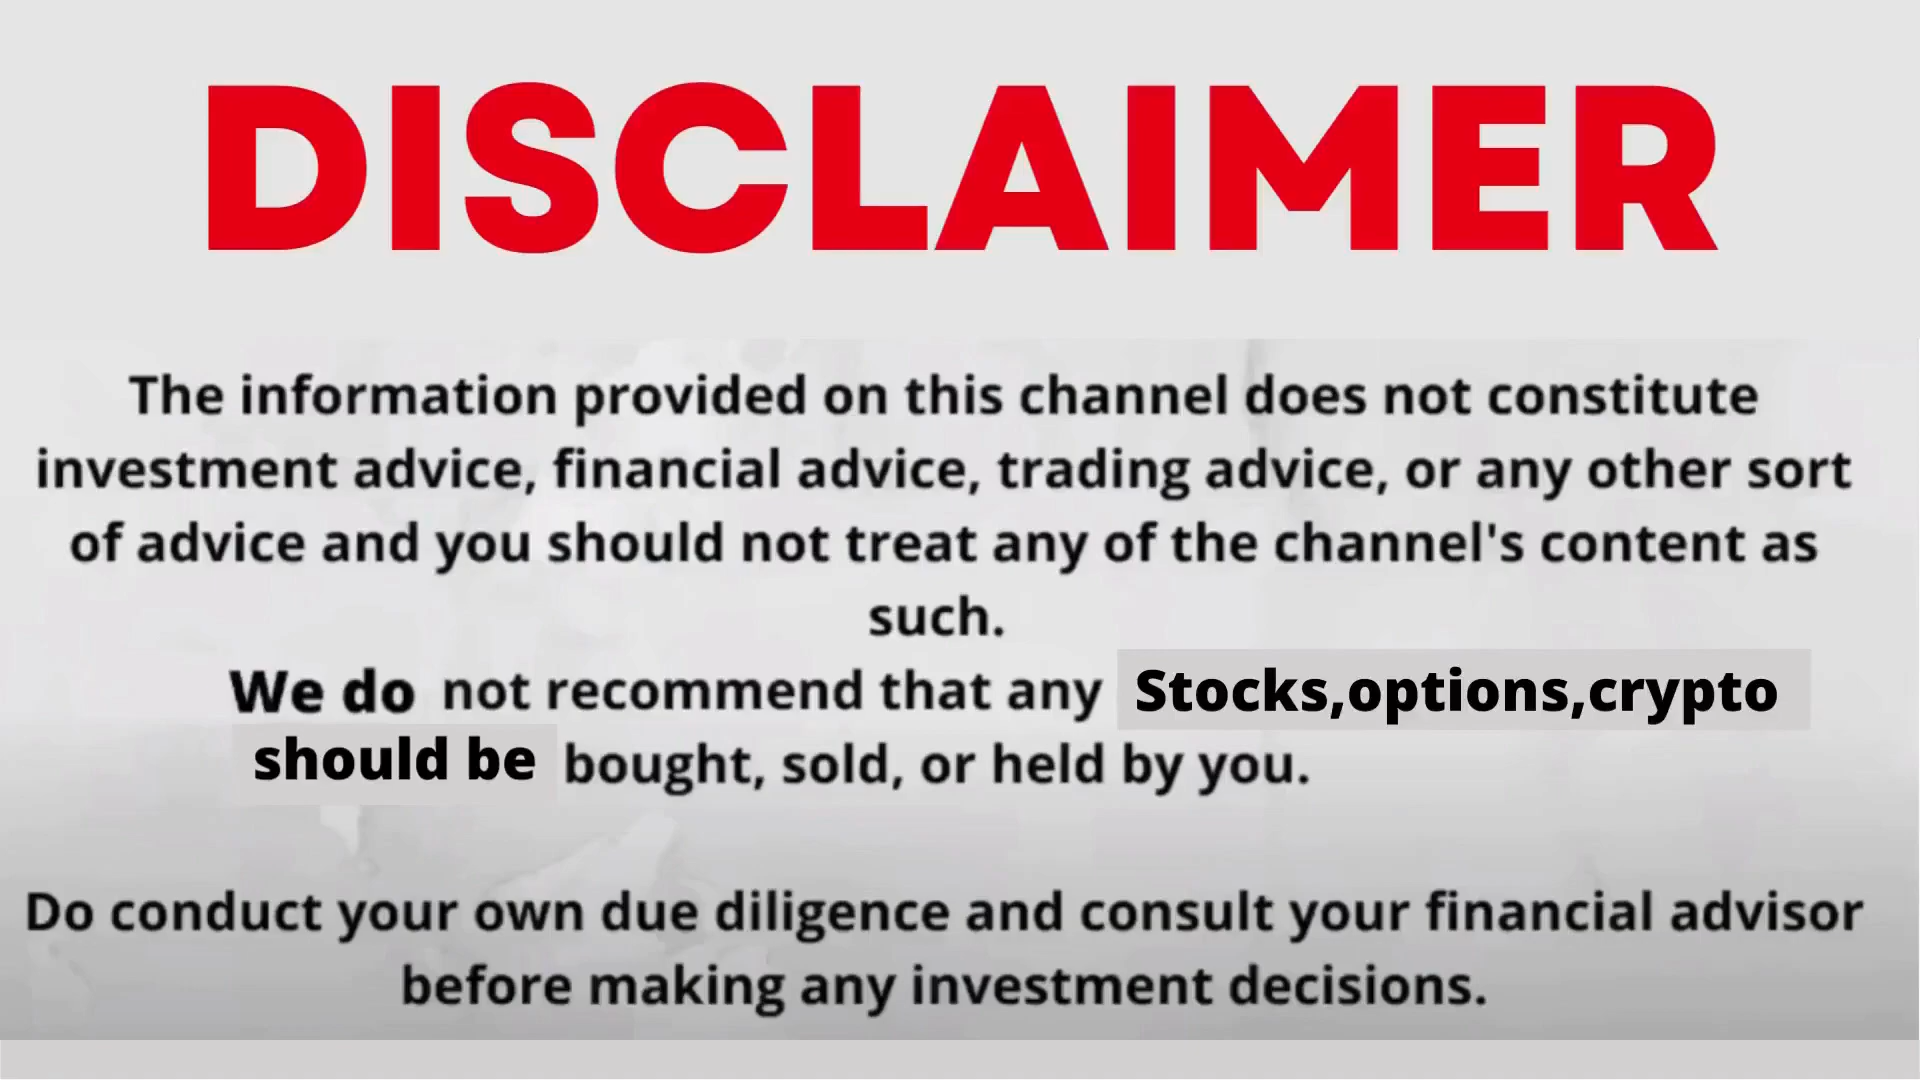 DISCLAIMER
The information provided on this channel does not constitute
investment advice, financial advice, trading advice, or any other sort
of advice and you should not treat any of the channel's content as
such.
We do not recommend that any Stocks,options,crypto
should be bought, sold, or held by you.
Do conduct your own due diligence and consult your financial advisor
before making any investment decisions.